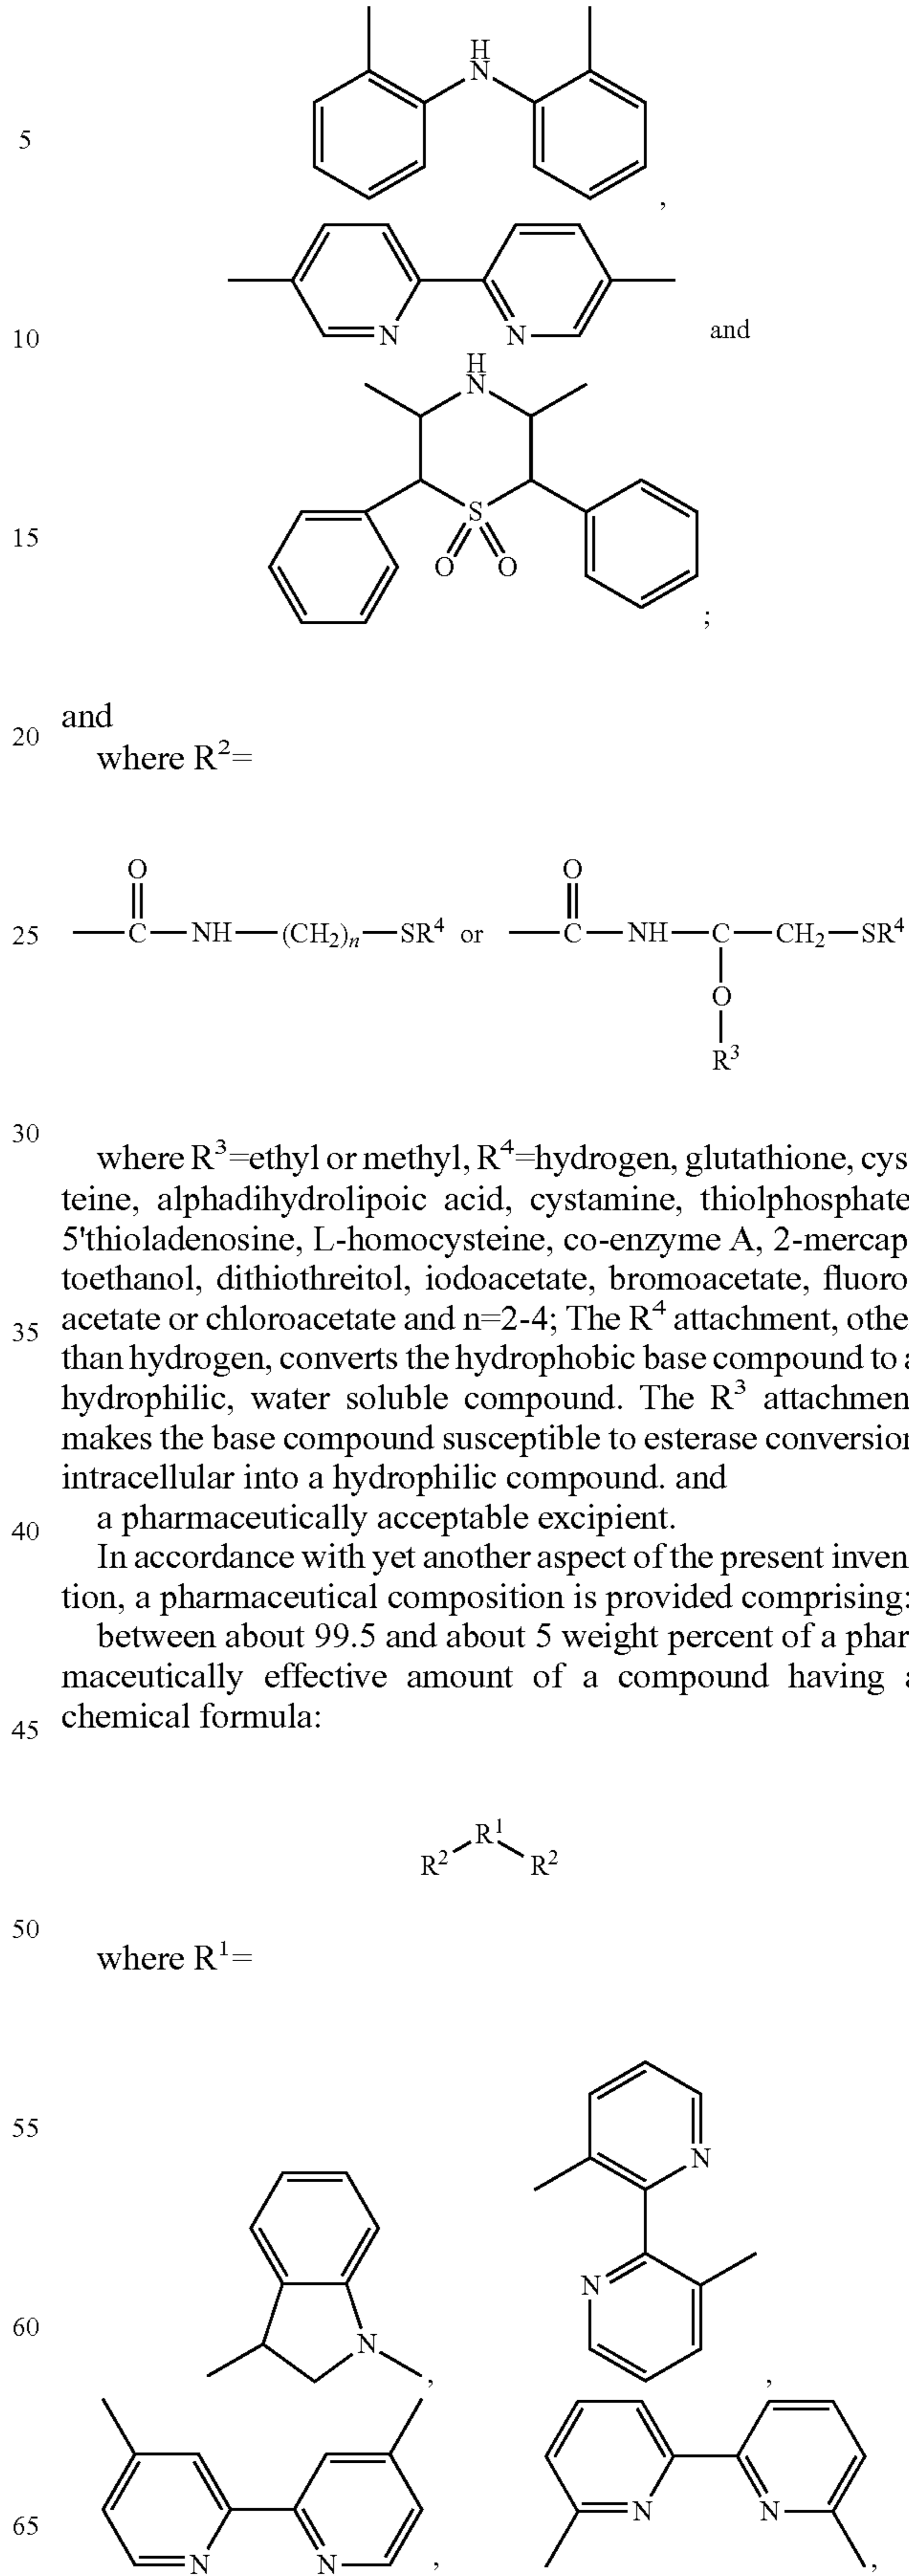 H
N
5
,
N N and
10
H
N
S
15
O O
;
and
20
where R²=
O O
25 —C—NH—(CH₂)ₙ—SR⁴ or —C—NH—C—CH₂—SR⁴
O
R³
30
where R³=ethyl or methyl, R⁴=hydrogen, glutathione, cys
teine, alphadihydrolipoic acid, cystamine, thiolphosphate
5'thioladenosine, L-homocysteine, co-enzyme A, 2-mercap
toethanol, dithiothreitol, iodoacetate, bromoacetate, fluoro
35 acetate or chloroacetate and n=2-4; The R⁴ attachment, othe
than hydrogen, converts the hydrophobic base compound to a
hydrophilic, water soluble compound. The R³ attachmen
makes the base compound susceptible to esterase conversion
intracellular into a hydrophilic compound. and
40 a pharmaceutically acceptable excipient.
In accordance with yet another aspect of the present inven
tion, a pharmaceutical composition is provided comprising:
between about 99.5 and about 5 weight percent of a phar
maceutically effective amount of a compound having a
45 chemical formula:
R¹
R² R²
50
where R¹=
55
N
N
60
N
, ,
65
N N , N N ,